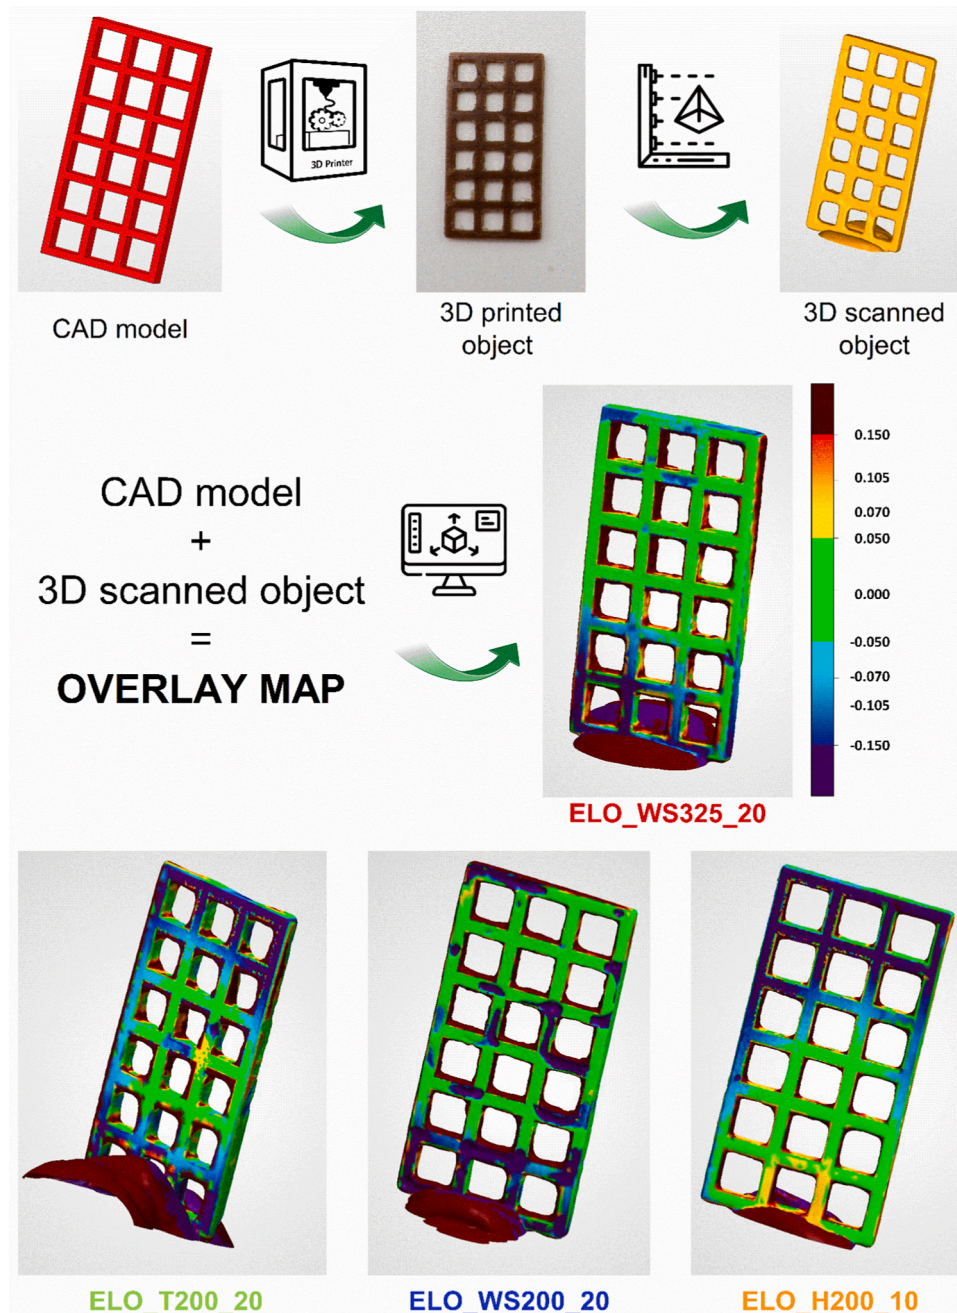 3D Printer
CAD model
3D printed
object
3D scanned
object
CAD model
+
3D scanned object
=
OVERLAY MAP
0.150
0.105
0.070
0.050
0.000
-0.050
-0.070
-0.105
-0.150
ELO_WS325_20
ELO_T200_20
ELO_WS200_20
ELO_H200_10